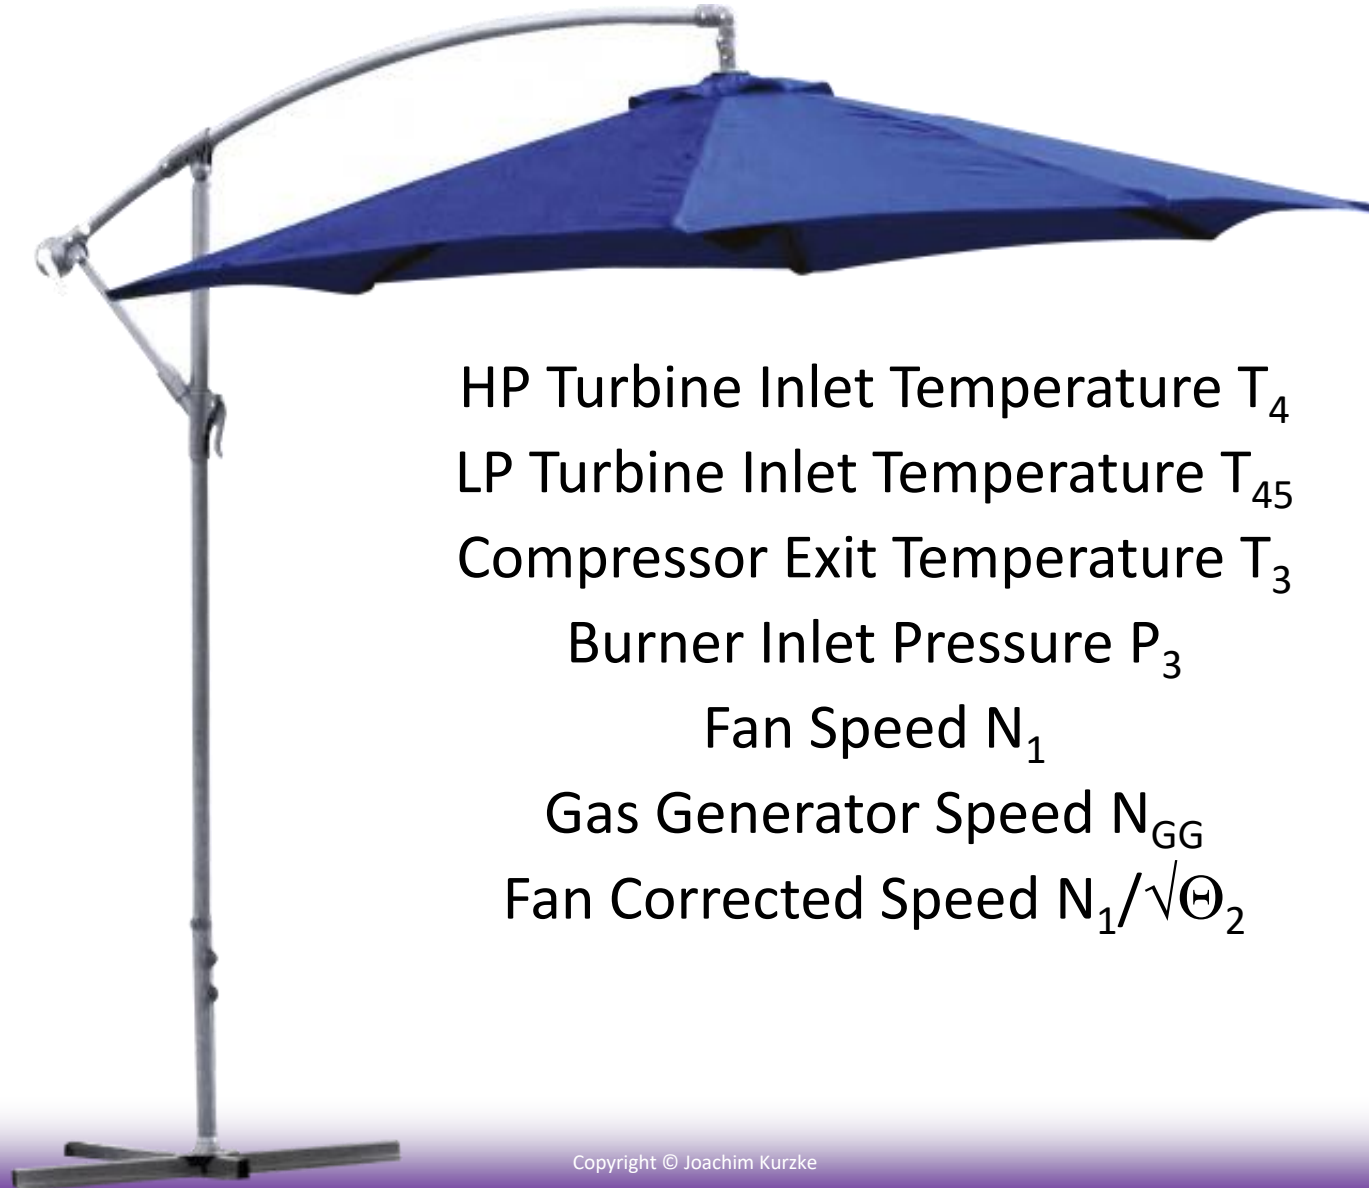 HP Turbine Inlet Temperature T₄
LP Turbine Inlet Temperature T₄₅
Compressor Exit Temperature T₃
Burner Inlet Pressure P₃
Fan Speed N₁
Gas Generator Speed N_GG
Fan Corrected Speed N₁/√Θ₂
Copyright © Joachim Kurzke